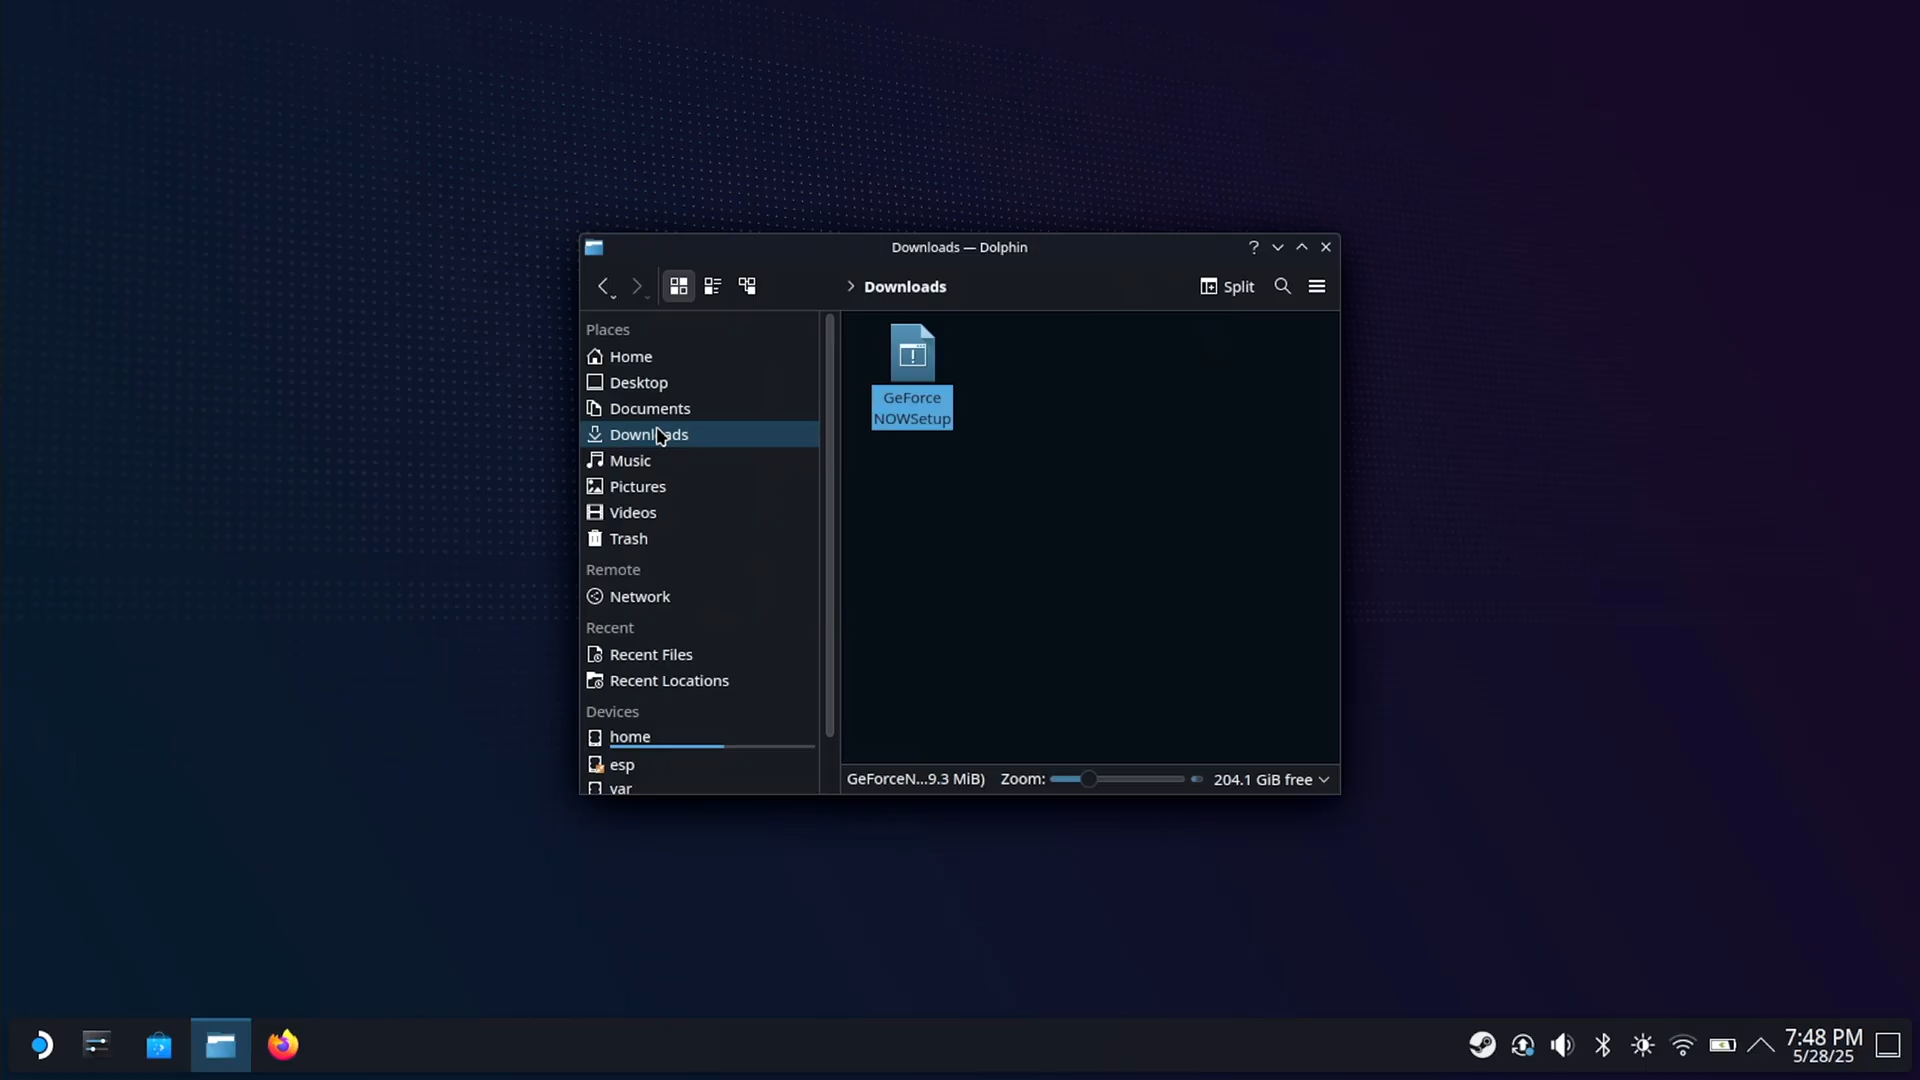 Downloads — Dolphin
Downloads
Split
Places
Home
Desktop
Documents
Downloads
Music
Pictures
Videos
Trash
Remote
Network
Recent
Recent Files
Recent Locations
Devices
home
esp
var
GeForce
NOWSetup
GeForceN...9.3 MiB)
Zoom:
204.1 GiB free
7:48 PM
5/28/25